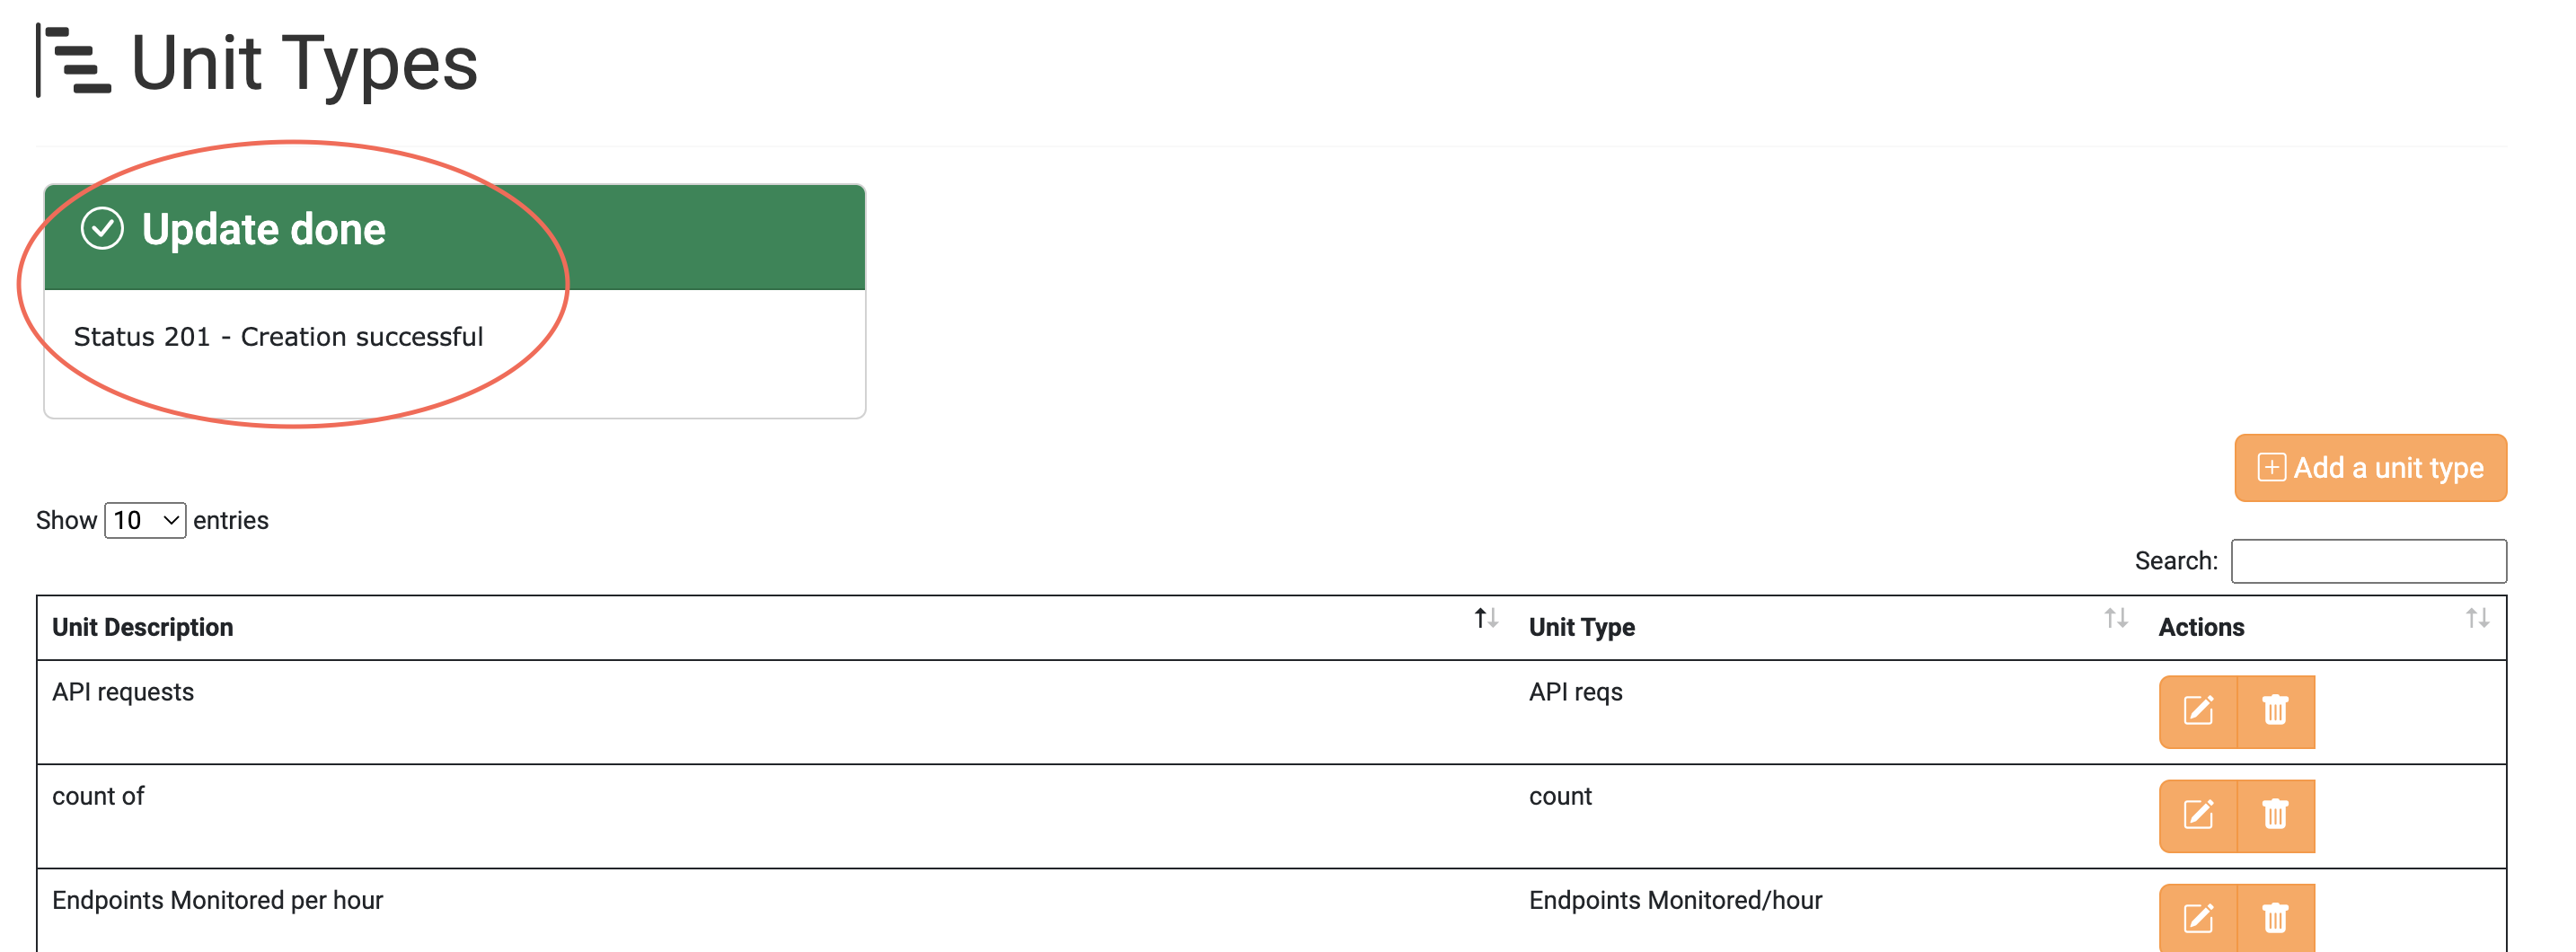 Unit Types
Update done
Status 201 - Creation successful
Add a unit type
Show 10 entries
Search:
Unit Description Unit Type Actions
API requests API reqs
count of count
Endpoints Monitored per hour Endpoints Monitored/hour